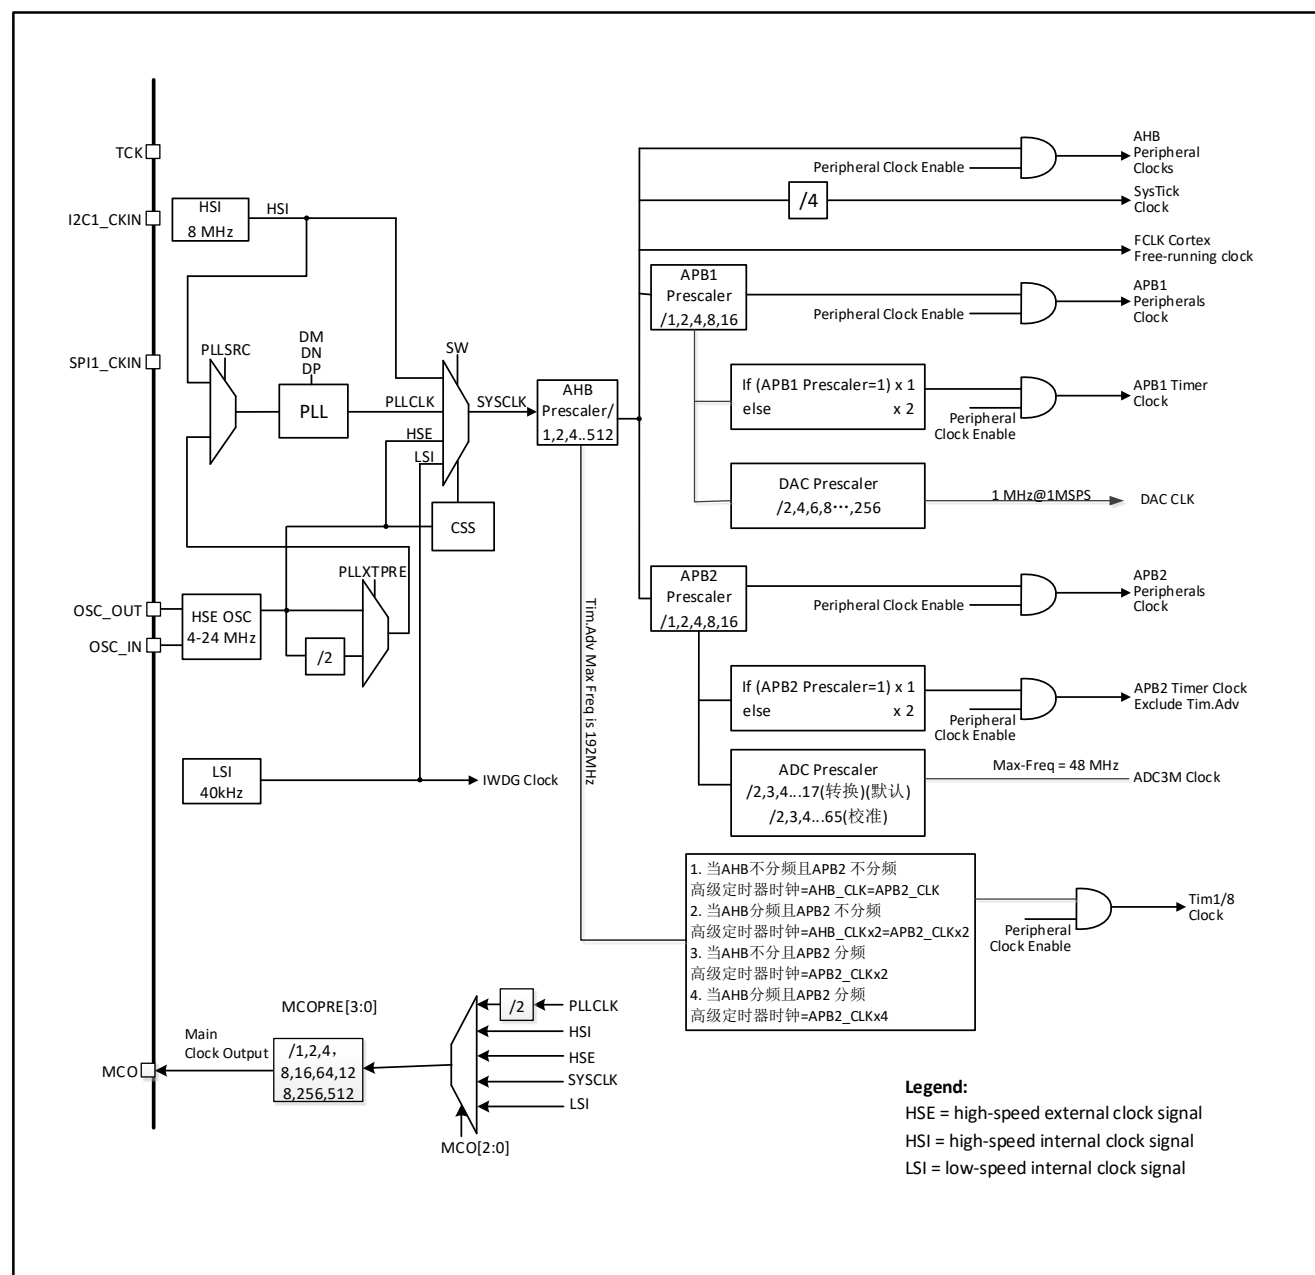 TCK
I2C1_CKIN
SPI1_CKIN
OSC_OUT
OSC_IN
MCO
HSI
8 MHz
HSI
PLLSRC
DM
DN
DP
PLL
SW
PLLCLK
HSE
LSI
SYSCLK
CSS
AHB
Prescaler/
1,2,4..512
PLLXTPRE
HSE OSC
4-24 MHz
/2
LSI
40kHz
IWDG Clock
Tim.Adv Max Freq is 192MHz
Peripheral Clock Enable
AHB
Peripheral
Clocks
/4
SysTick
Clock
FCLK Cortex
Free-running clock
APB1
Prescaler
/1,2,4,8,16
Peripheral Clock Enable
APB1
Peripherals
Clock
If (APB1 Prescaler=1) x 1
else x 2
Peripheral
Clock Enable
APB1 Timer
Clock
DAC Prescaler
/2,4,6,8···,256
1 MHz@1MSPS
DAC CLK
APB2
Prescaler
/1,2,4,8,16
Peripheral Clock Enable
APB2
Peripherals
Clock
If (APB2 Prescaler=1) x 1
else x 2
Peripheral
Clock Enable
APB2 Timer Clock
Exclude Tim.Adv
ADC Prescaler
/2,3,4...17(转换)(默认)
/2,3,4...65(校准)
Max-Freq = 48 MHz
ADC3M Clock
1. 当AHB不分频且APB2 不分频
高级定时器时钟=AHB_CLK=APB2_CLK
2. 当AHB分频且APB2 不分频
高级定时器时钟=AHB_CLKx2=APB2_CLKx2
3. 当AHB不分且APB2 分频
高级定时器时钟=APB2_CLKx2
4. 当AHB分频且APB2 分频
高级定时器时钟=APB2_CLKx4
Peripheral
Clock Enable
Tim1/8
Clock
MCOPRE[3:0]
Main
Clock Output
/1,2,4，
8,16,64,12
8,256,512
/2
PLLCLK
HSI
HSE
SYSCLK
LSI
MCO[2:0]
Legend:
HSE = high-speed external clock signal
HSI = high-speed internal clock signal
LSI = low-speed internal clock signal